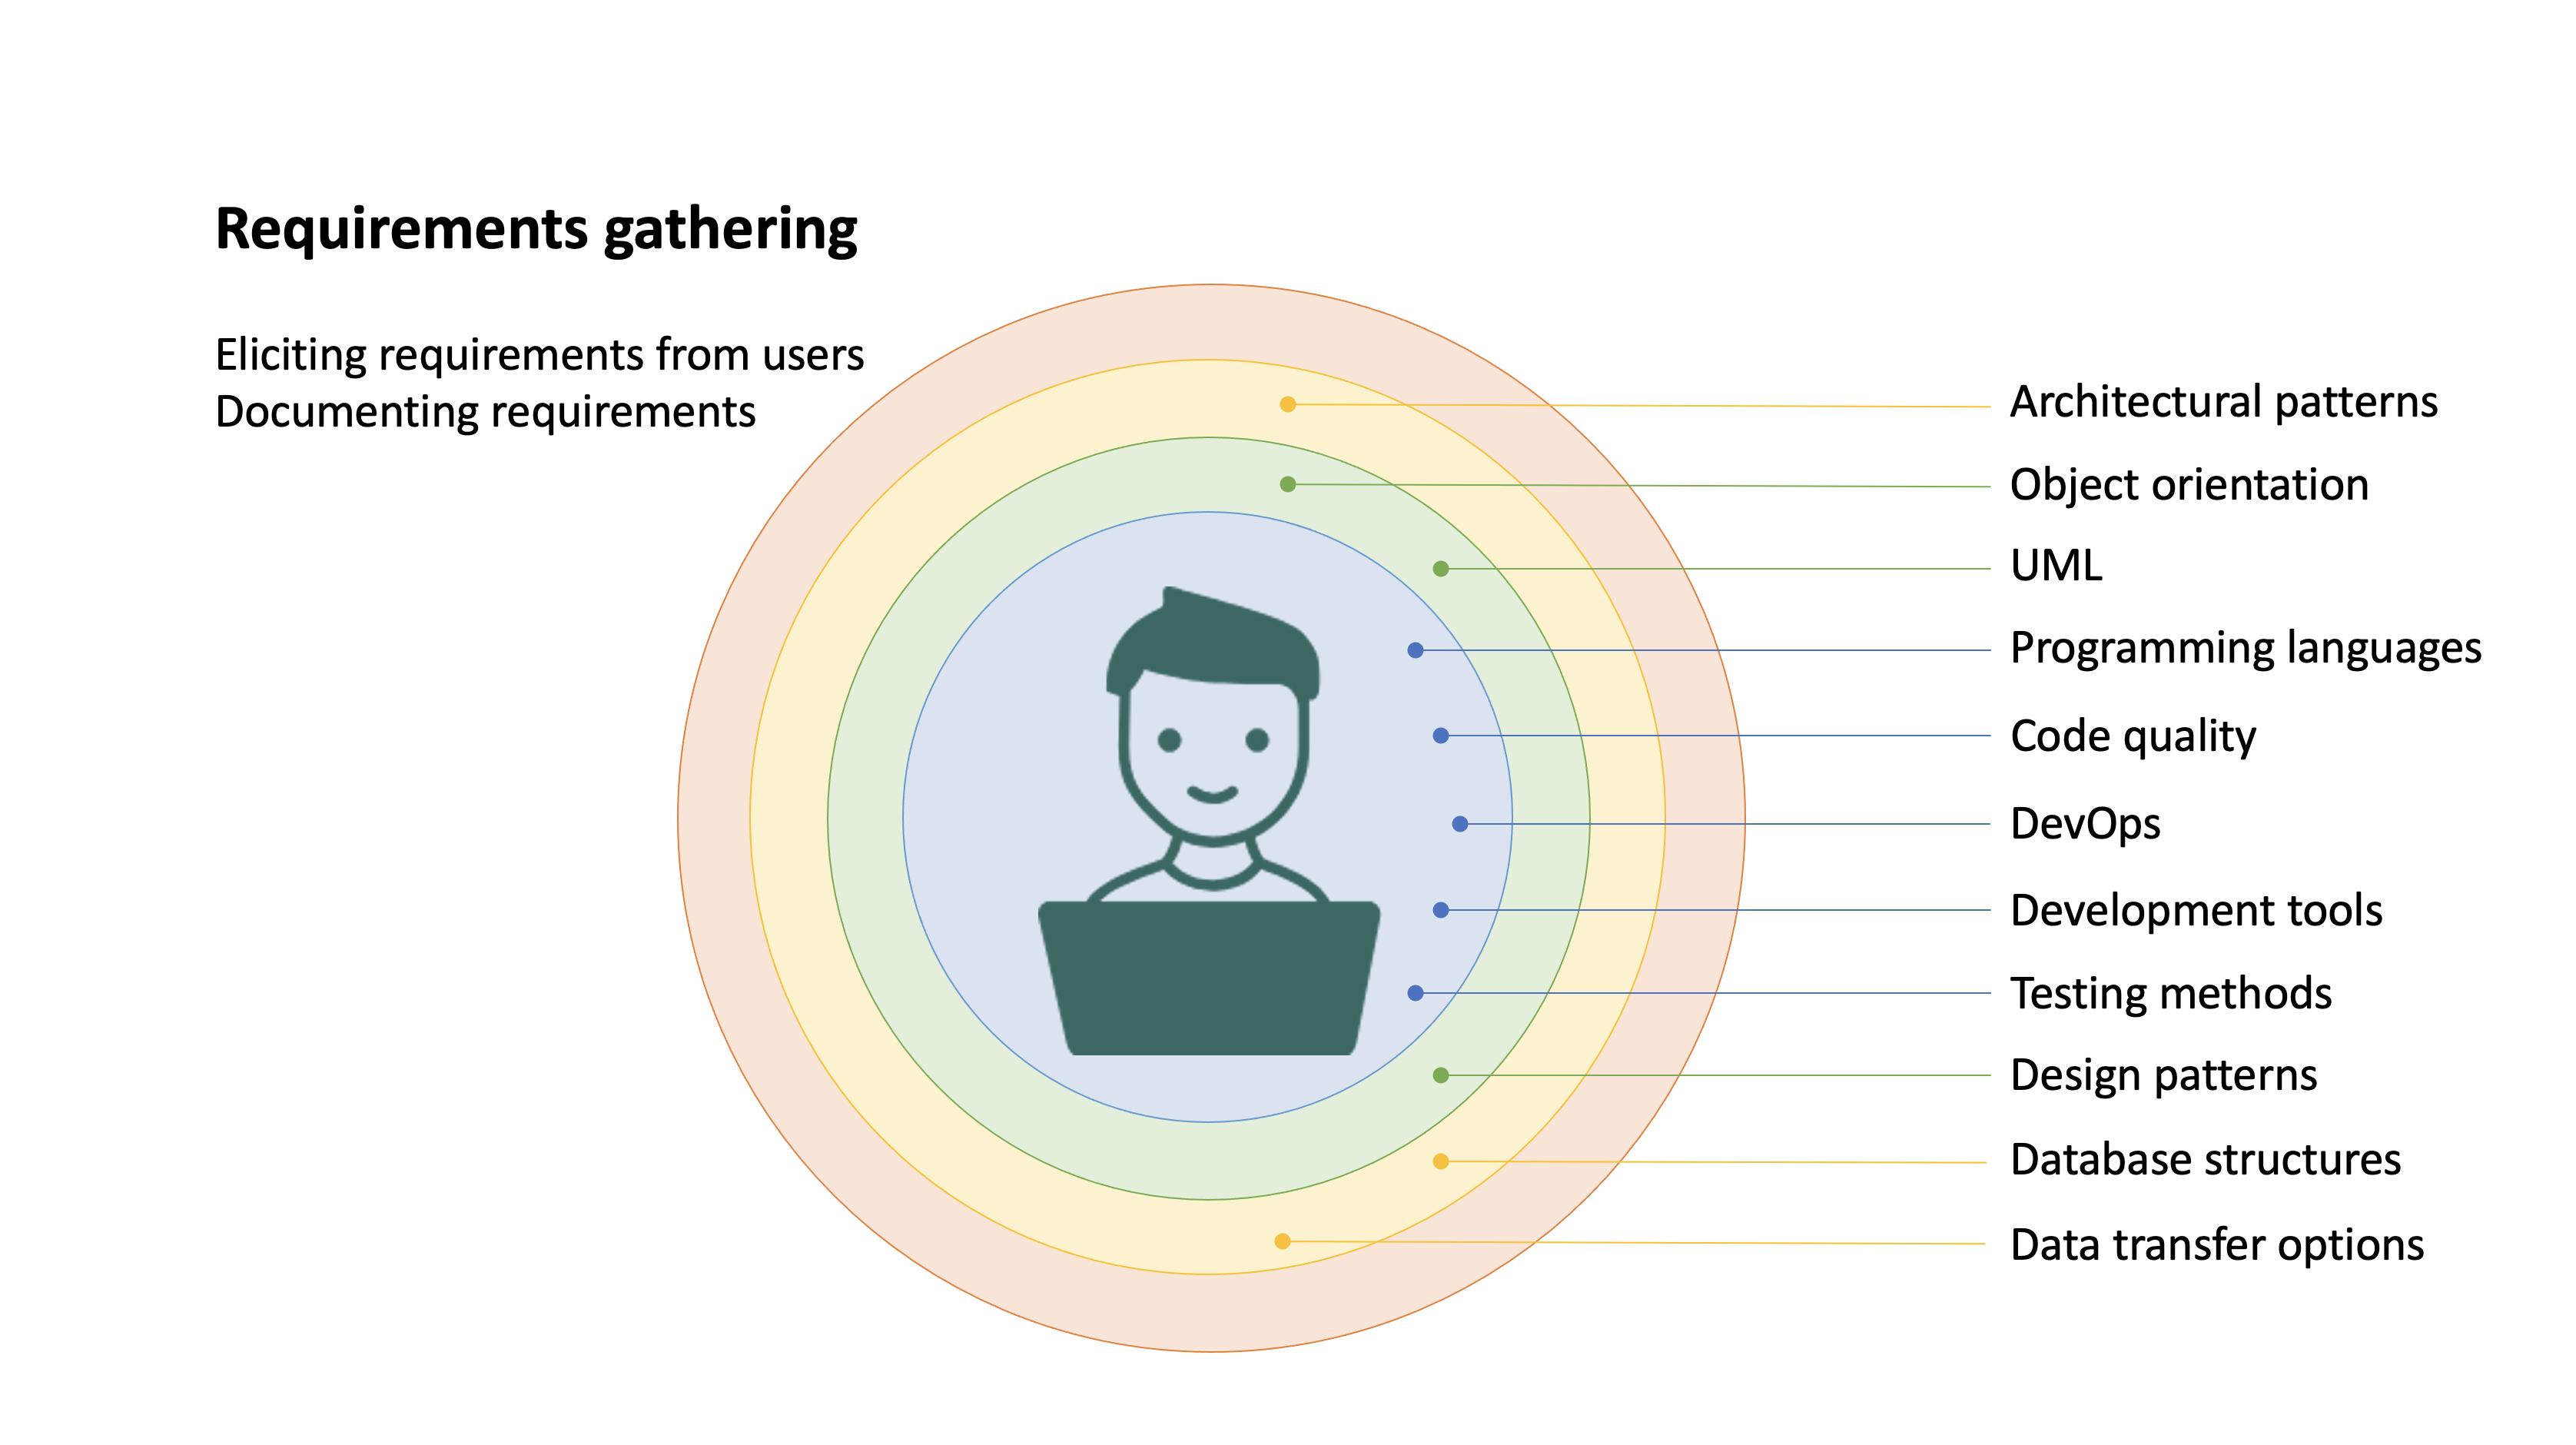 Requirements gathering
Eliciting requirements from users
Documenting requirements
Architectural patterns
Object orientation
UML
Programming languages
Code quality
DevOps
Development tools
Testing methods
Design patterns
Database structures
Data transfer options